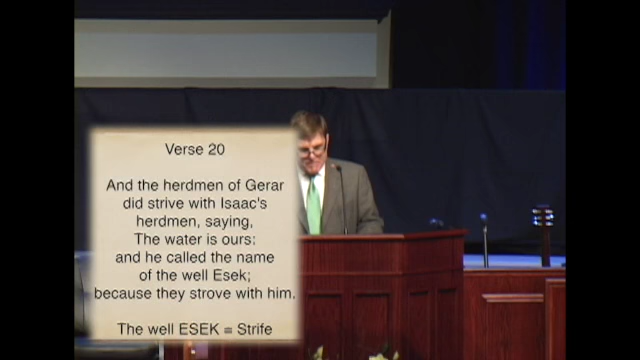 Verse 20
And the herdmen of Gerar
did strive with Isaac's
herdmen, saying,
The water is ours:
and he called the name
of the well Esek;
because they strove with him.
The well ESEK = Strife